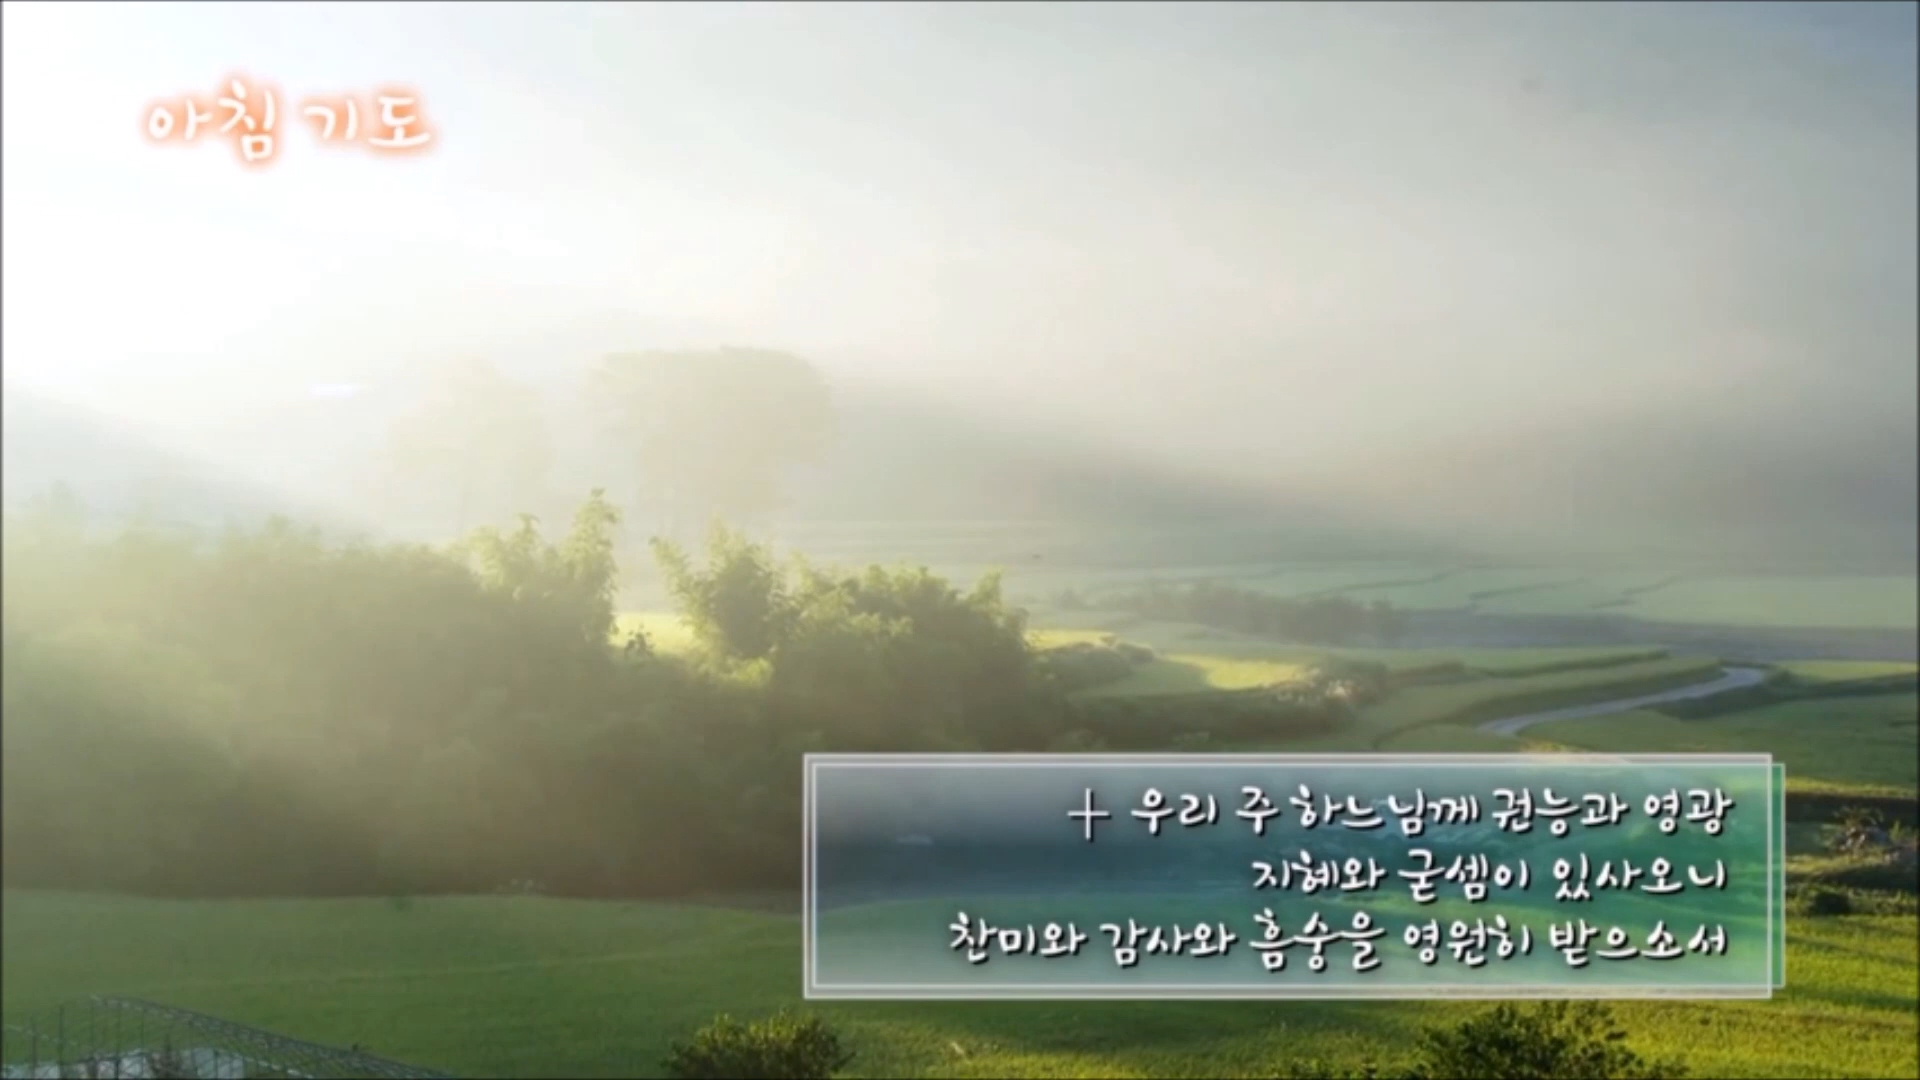 아침 기도
+ 우리 주 하느님께 권능과 영광
지혜와 굳셈이 있사오니
찬미와 감사와 흠숭을 영원히 받으소서